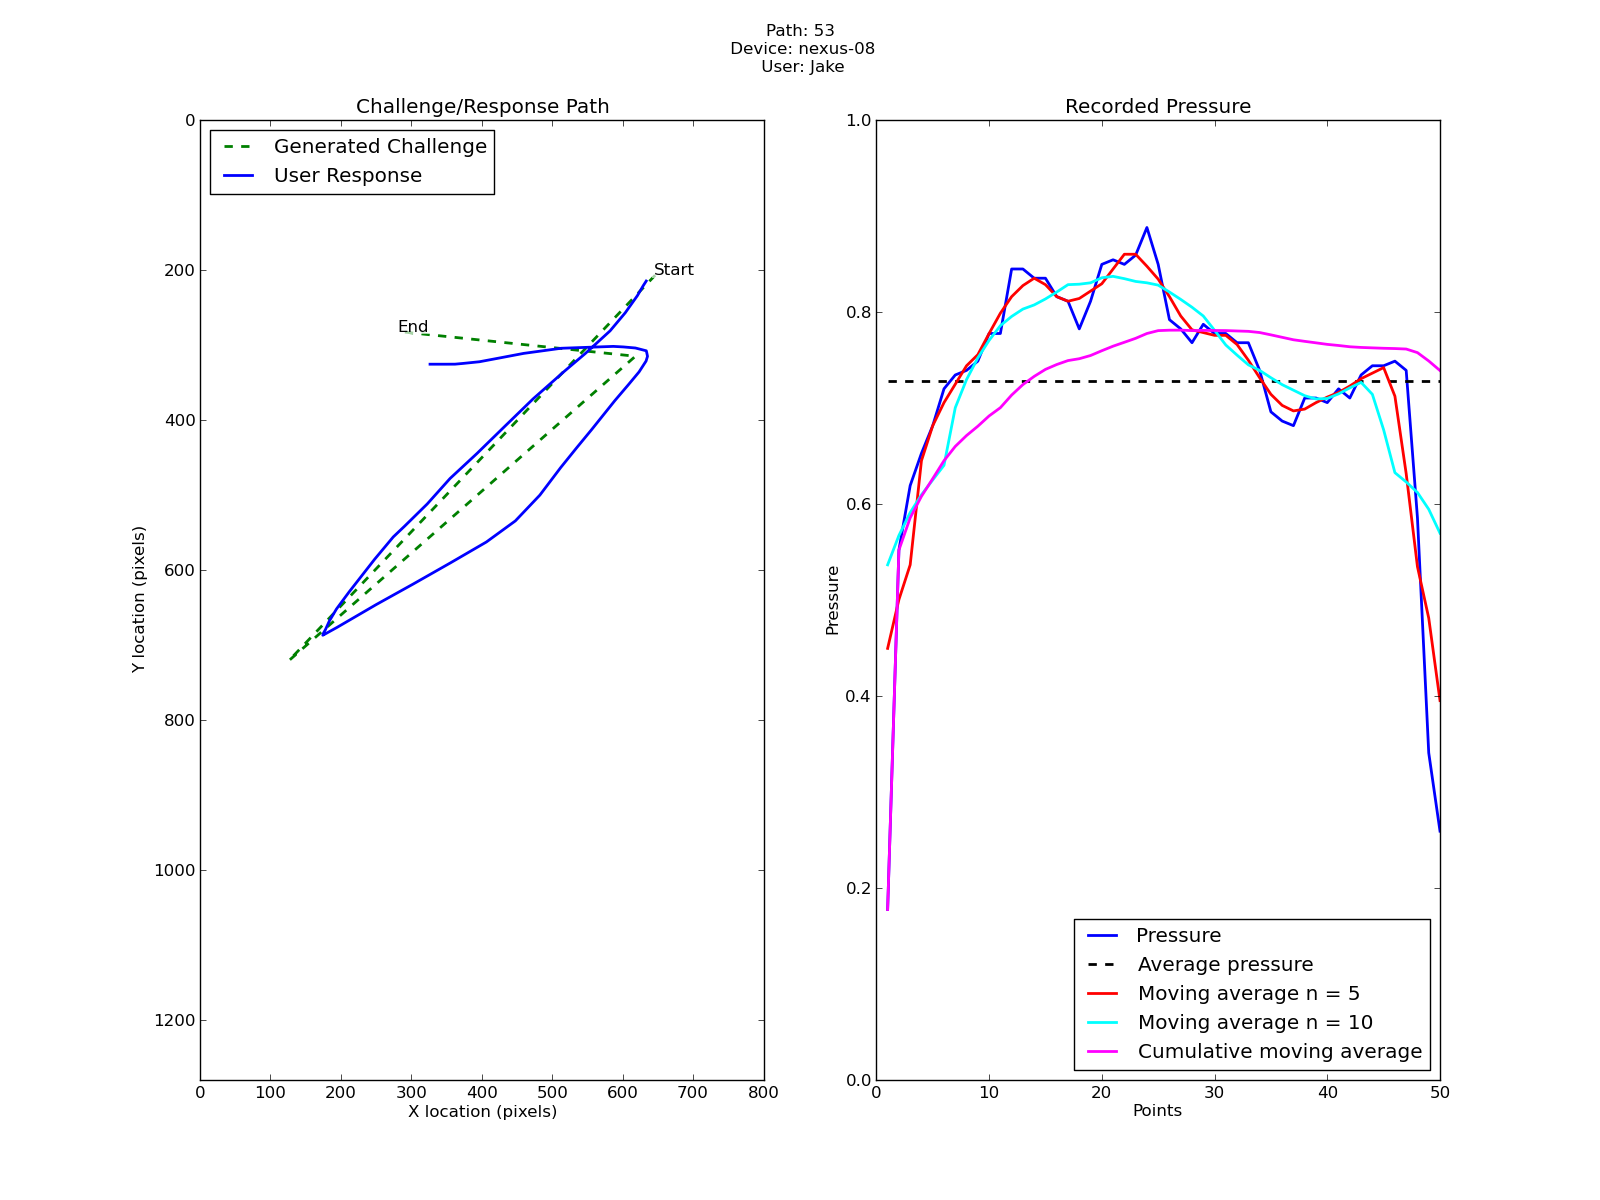 Path: 53
Device: nexus-08
User: Jake
Challenge/Response Path
Generated Challenge
User Response
Start
End
0
200
400
600
800
1000
1200
Y location (pixels)
0 100 200 300 400 500 600 700 800
X location (pixels)
Recorded Pressure
1.0
0.8
0.6
0.4
0.2
0.0
Pressure
Pressure
Average pressure
Moving average n = 5
Moving average n = 10
Cumulative moving average
0 10 20 30 40 50
Points